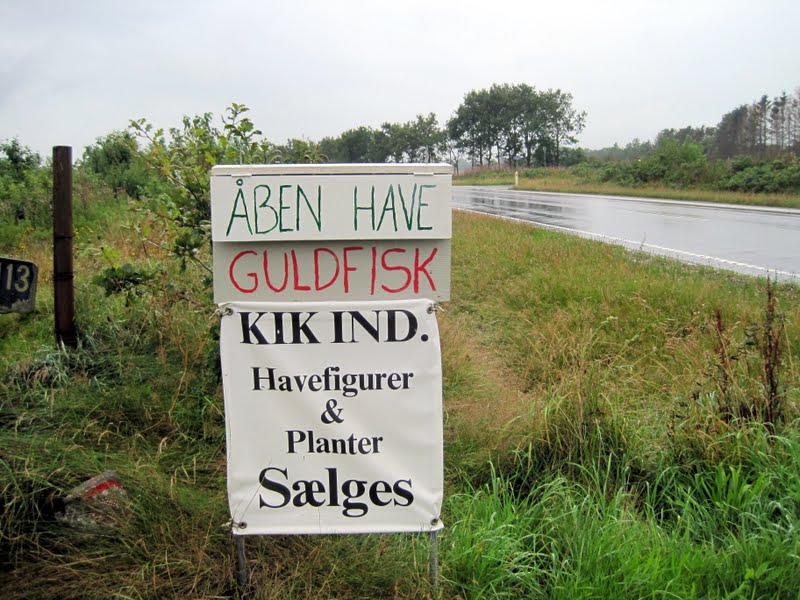 ÅBEN HAVE
GULDFISK
KIK IND.
Havefigurer
&
Planter
Sælges
13